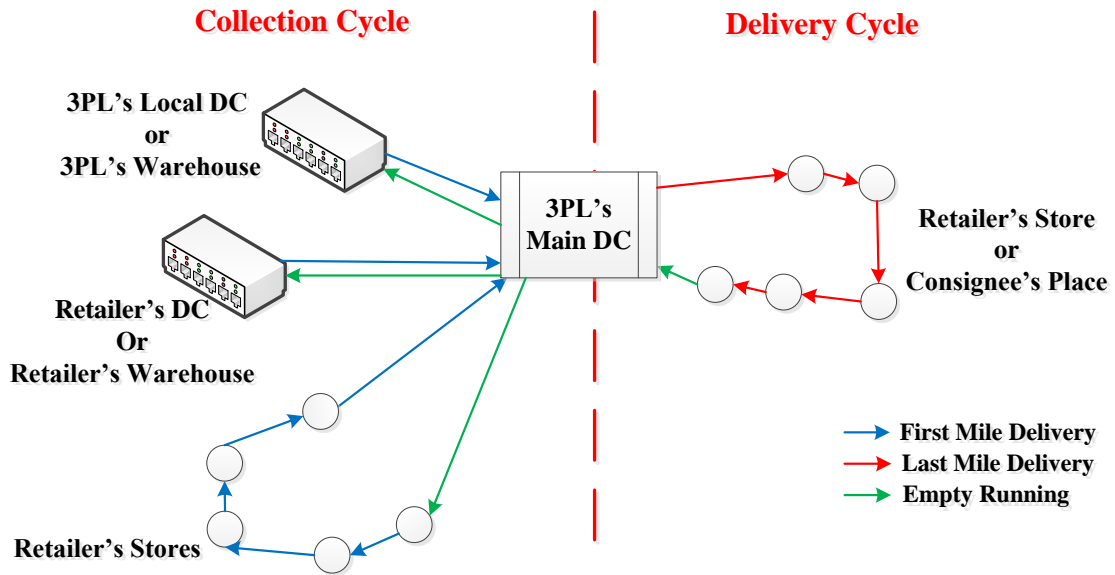 Collection Cycle
Delivery Cycle
3PL's Local DC
or
3PL's Warehouse
3PL's
Main DC
Retailer's Store
or
Consignee's Place
Retailer's DC
Or
Retailer's Warehouse
First Mile Delivery
Last Mile Delivery
Empty Running
Retailer's Stores